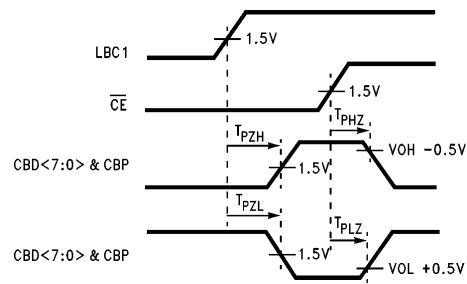 LBC1
1.5V
CE
1.5V
TPHZ
TPZH
VOH −0.5V
CBD<7:0> & CBP
1.5V
TPZL
TPLZ
CBD<7:0> & CBP
1.5V
VOL +0.5V